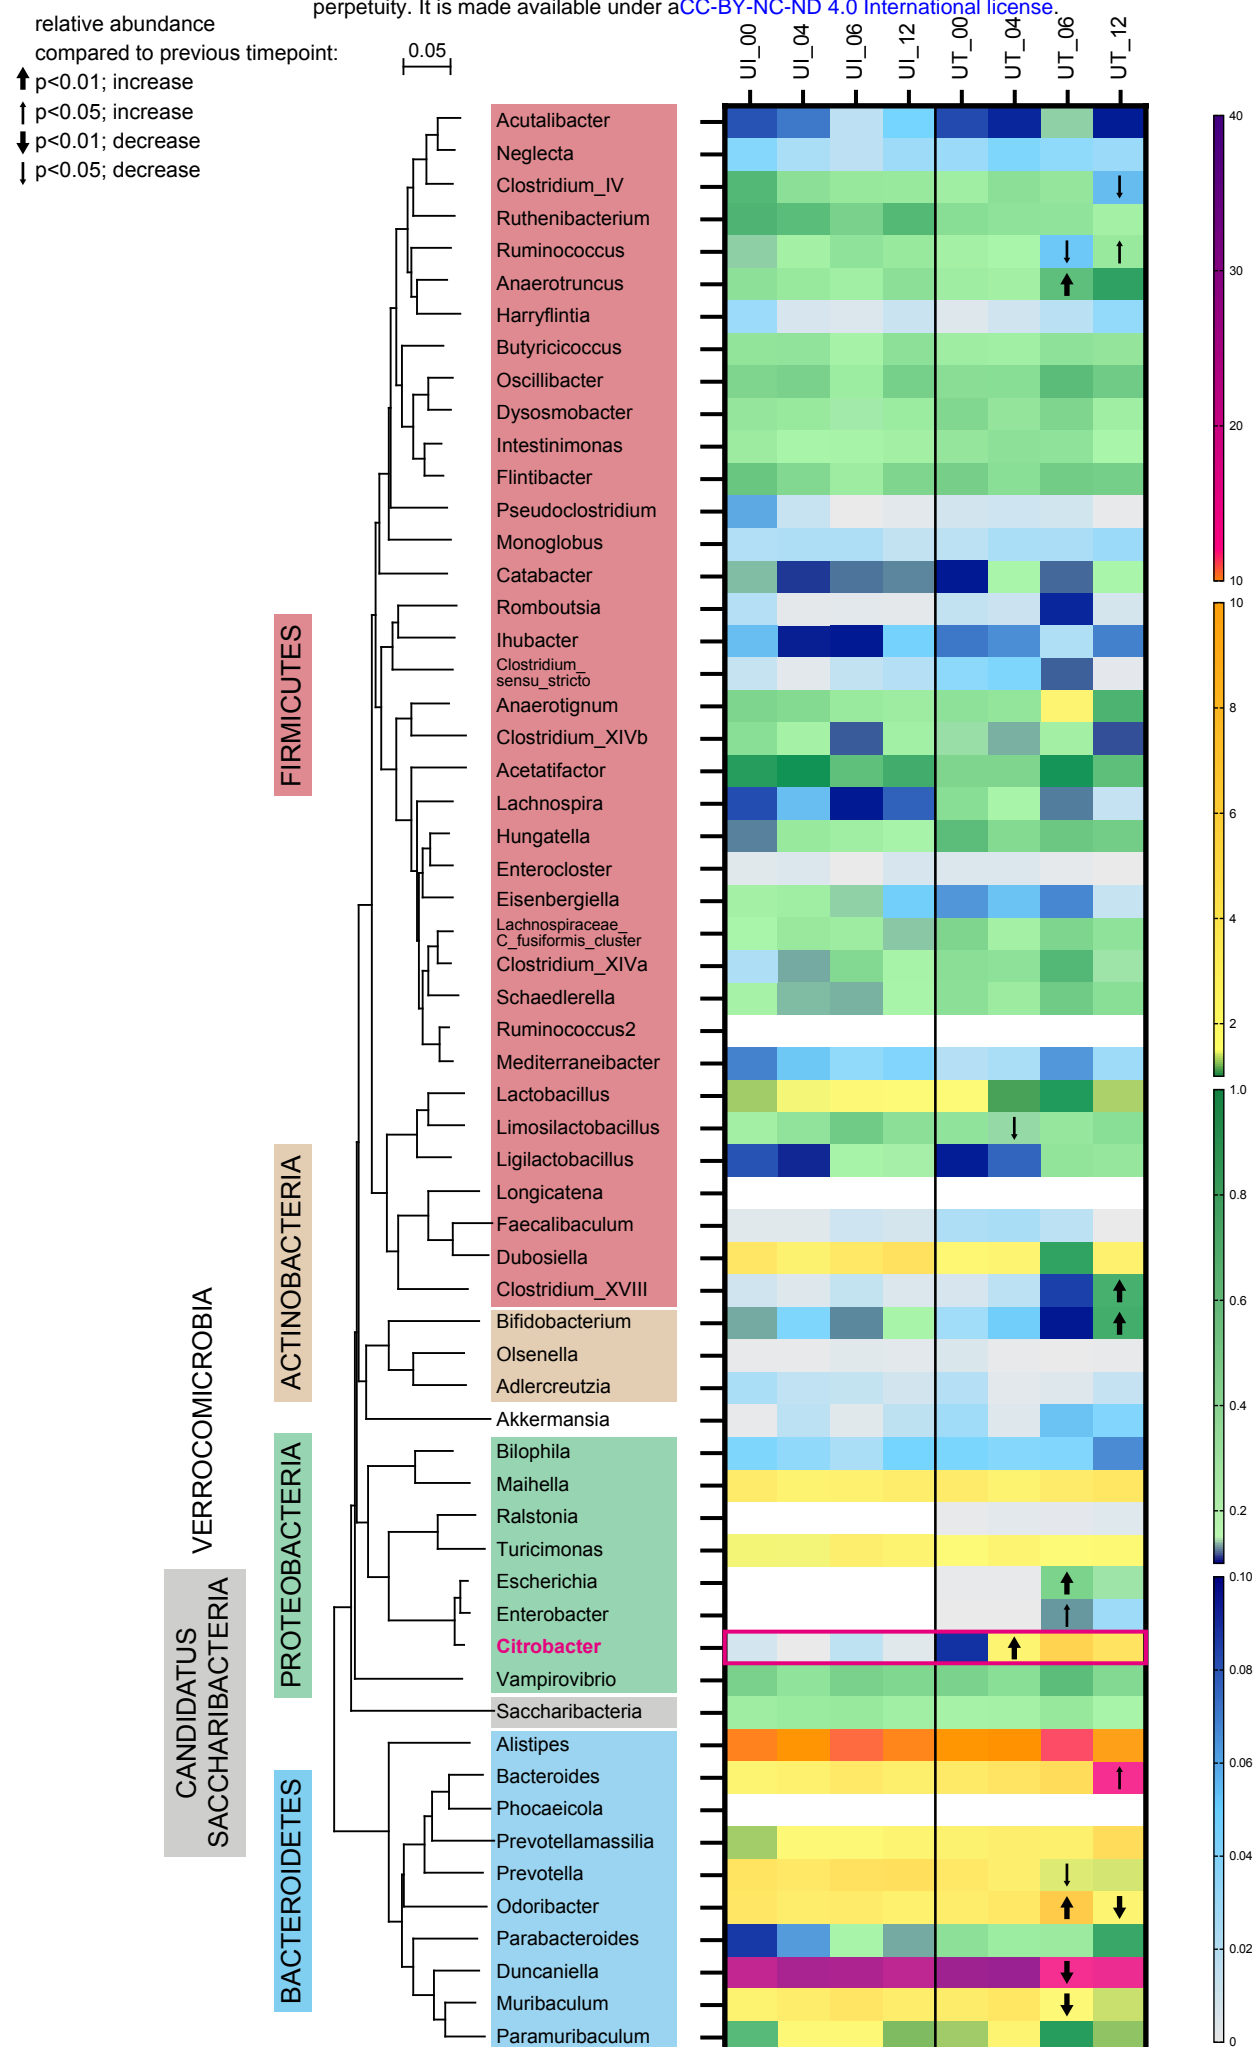 perpetuity. It is made available under aCC-BY-NC-ND 4.0 International license.
relative abundance
compared to previous timepoint:
p<0.01; increase
p<0.05; increase
p<0.01; decrease
p<0.05; decrease
0.05
UI_00
UI_04
UI_06
UI_12
UT_00
UT_04
UT_06
UT_12
Acutalibacter
Neglecta
Clostridium_IV
Ruthenibacterium
Ruminococcus
Anaerotruncus
Harryflintia
Butyricicoccus
Oscillibacter
Dysosmobacter
Intestinimonas
Flintibacter
Pseudoclostridium
Monoglobus
Catabacter
Romboutsia
Ihubacter
Clostridium_
sensu_stricto
Anaerotignum
Clostridium_XIVb
Acetatifactor
Lachnospira
Hungatella
Enterocloster
Eisenbergiella
Lachnospiraceae_
C_fusiformis_cluster
Clostridium_XIVa
Schaedlerella
Ruminococcus2
Mediterraneibacter
Lactobacillus
Limosilactobacillus
Ligilactobacillus
Longicatena
Faecalibaculum
Dubosiella
Clostridium_XVIII
Bifidobacterium
Olsenella
Adlercreutzia
Akkermansia
Bilophila
Maihella
Ralstonia
Turicimonas
Escherichia
Enterobacter
Citrobacter
Vampirovibrio
Saccharibacteria
Alistipes
Bacteroides
Phocaeicola
Prevotellamassilia
Prevotella
Odoribacter
Parabacteroides
Duncaniella
Muribaculum
Paramuribaculum
FIRMICUTES
ACTINOBACTERIA
VERROCOMICROBIA
PROTEOBACTERIA
CANDIDATUS
SACCHARIBACTERIA
BACTEROIDETES
40
30
20
10
10
8
6
4
2
1.0
0.8
0.6
0.4
0.2
0.10
0.08
0.06
0.04
0.02
0